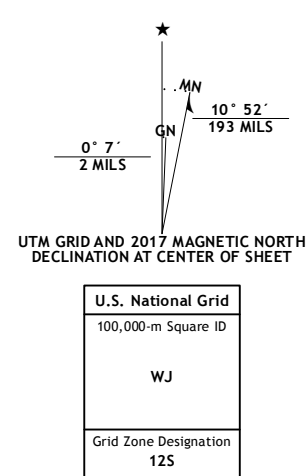 ★
MN
GN
10° 52´
193 MILS
0° 7´
2 MILS
UTM GRID AND 2017 MAGNETIC NORTH
DECLINATION AT CENTER OF SHEET
U.S. National Grid
100,000-m Square ID
WJ
Grid Zone Designation
12S